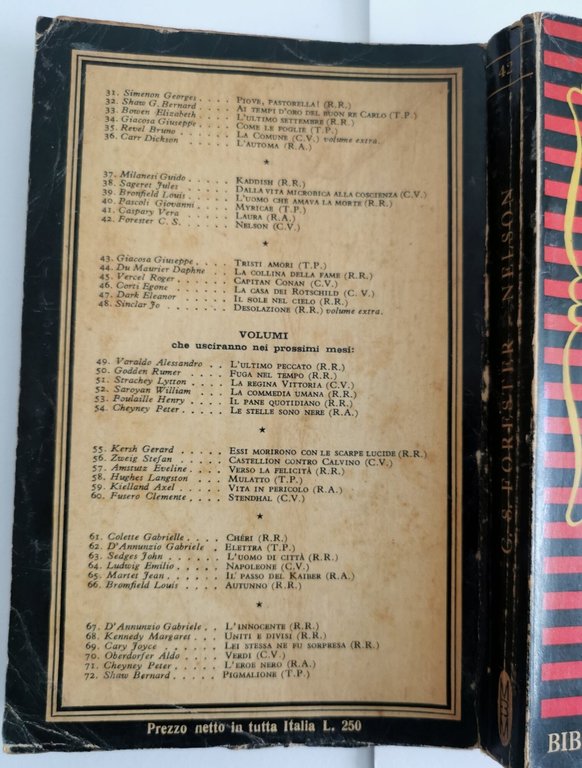 31. Simenon Georges . . . . PIOVE, PASTORELLA! (R.R.)
32. Shaw G. Bernard . . . . AI TEMPI D'ORO DEL BUON RE CARLO (T.P.)
33. Bowen Elizabeth . . . . L'ULTIMO SETTEMBRE (R.R.)
34. Giacosa Giuseppe . . . . COME LE FOGLIE (T.P.)
35. Revel Bruno . . . . . LA COMUNE (C.V.) volume extra.
36. Carr Dickson . . . . . L'AUTOMA (R.A.)
★
37. Milanesi Guido . . . . KADDISH (R.R.)
38. Sageret Jules . . . . . DALLA VITA MICROBICA ALLA COSCIENZA (C.V.)
39. Bronfield Louis . . . . L'UOMO CHE AMAVA LA MORTE (R.R.)
40. Pascoli Giovanni . . . . MYRICAE (T.P.)
41. Caspary Vera . . . . . LAURA (R.A.)
42. Forester C. S. . . . . . NELSON (C.V.)
★
43. Giacosa Giuseppe . . . . TRISTI AMORI (T.P.)
44. Du Maurier Daphne . . LA COLLINA DELLA FAME (R.R.)
45. Vercel Roger . . . . . CAPITAN CONAN (C.V.)
46. Corti Egone . . . . . LA CASA DEI ROTSCHILD (C.V.)
47. Dark Eleanor . . . . . IL SOLE NEL CIELO (R.R.)
48. Sinclar Jo . . . . . . DESOLAZIONE (R.R.) volume extra.
VOLUMI
che usciranno nei prossimi mesi:
49. Varaldo Alessandro . . L'ULTIMO PECCATO (R.R.)
50. Godden Rumer . . . . FUGA NEL TEMPO (R.R.)
51. Strachey Lytton . . . . LA REGINA VITTORIA (C.V.)
52. Saroyan William . . . . LA COMMEDIA UMANA (R.R.)
53. Poulaille Henry . . . . IL PANE QUOTIDIANO (R.R.)
54. Cheyney Peter . . . . . LE STELLE SONO NERE (R.A.)
★
55. Kersh Gerard . . . . . ESSI MORIRONO CON LE SCARPE LUCIDE (R.R.)
56. Zweig Stefan . . . . . CASTELLION CONTRO CALVINO (C.V.)
57. Amstutz Eveline . . . . VERSO LA FELICITÀ (R.R.)
58. Hughes Langston . . . . MULATTO (T.P.)
59. Kielland Axel . . . . . VITA IN PERICOLO (R.A.)
60. Fusero Clemente . . . . STENDHAL (C.V.)
★
61. Colette Gabrielle . . . . CHÉRI (R.R.)
62. D'Annunzio Gabriele . ELETTRA (T.P.)
63. Sedges John . . . . . L'UOMO DI CITTÀ (R.R.)
64. Ludwig Emilio . . . . NAPOLEONE (C.V.)
65. Martet Jean . . . . . IL PASSO DEL KAIBER (R.A.)
66. Bromfield Louis . . . . AUTUNNO (R.R.)
★
67. D'Annunzio Gabriele . . L'INNOCENTE (R.R.)
68. Kennedy Margaret . . . UNITI E DIVISI (R.R.)
69. Cary Joyce . . . . . . LEI STESSA NE FU SORPRESA (R.R.)
70. Oberdorfer Aldo . . . . VERDI (C.V.)
71. Cheyney Peter . . . . . L'EROE NERO (R.A.)
72. Shaw Bernard . . . . . PIGMALIONE (T.P.)
Prezzo netto in tutta Italia L. 250
42
C. S. FORESTER - NELSON
BIB